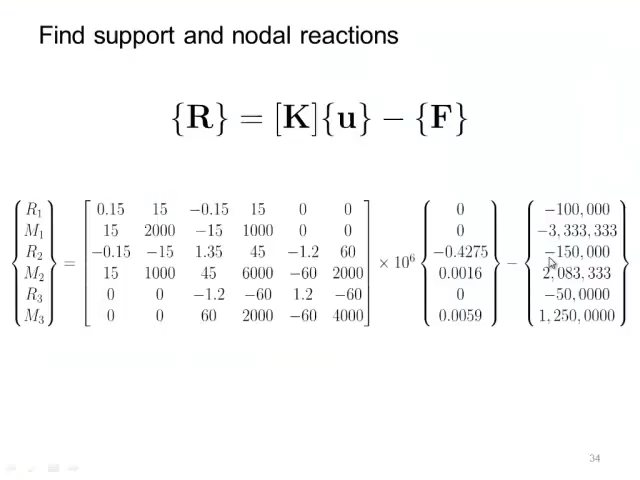 Find support and nodal reactions
{R} = [K]{u} − {F}
R₁ 0.15 15 −0.15 15 0 0 0 −100,000
M₁ 15 2000 −15 1000 0 0 0 −3,333,333
R₂ −0.15 −15 1.35 45 −1.2 60 −0.4275 −150,000
M₂ = 15 1000 45 6000 −60 2000 × 10⁶ 0.0016 − 2,083,333
R₃ 0 0 −1.2 −60 1.2 −60 0 −50,0000
M₃ 0 0 60 2000 −60 4000 0.0059 1,250,0000
34